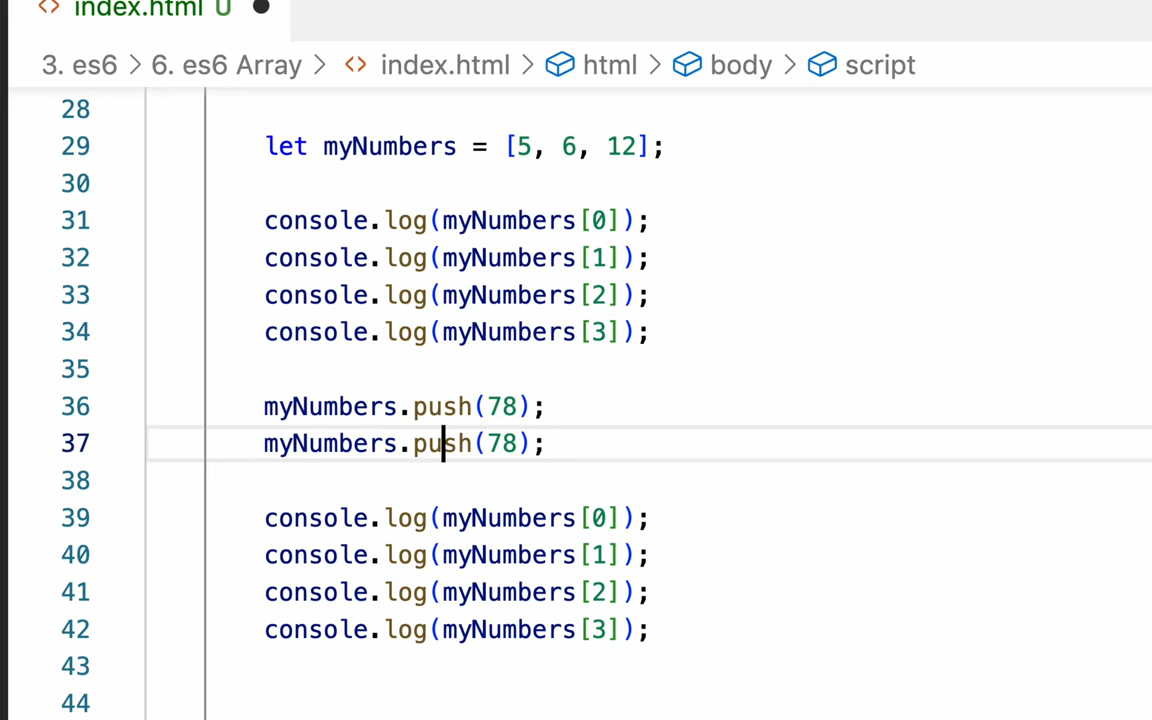 index.html U
3. es6 > 6. es6 Array > index.html > html > body > script
28
29 let myNumbers = [5, 6, 12];
30
31 console.log(myNumbers[0]);
32 console.log(myNumbers[1]);
33 console.log(myNumbers[2]);
34 console.log(myNumbers[3]);
35
36 myNumbers.push(78);
37 myNumbers.push(78);
38
39 console.log(myNumbers[0]);
40 console.log(myNumbers[1]);
41 console.log(myNumbers[2]);
42 console.log(myNumbers[3]);
43
44